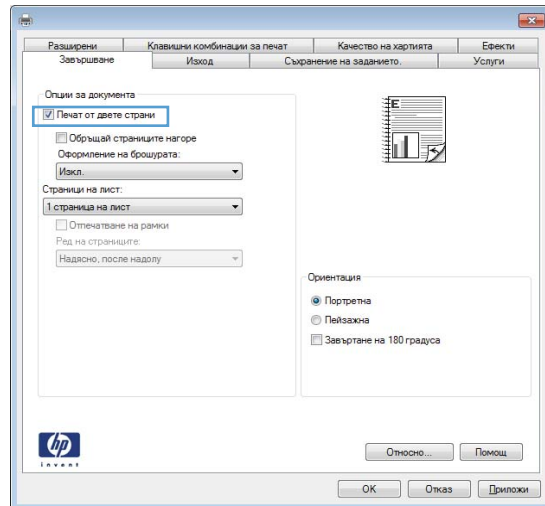 Разширени Клавишни комбинации за печат Качество на хартията Ефекти
Завършване Изход Съхранение на заданието. Услуги
Опции за документа
Печат от двете страни
Обръщай страниците нагоре
Оформление на брошурата:
Изкл.
Страници на лист:
1 страница на лист
Отпечатване на рамки
Ред на страниците:
Надясно, после надолу
E
Ориентация
Портретна
Пейзажна
Завъртане на 180 градуса
hp
invent
Относно... Помощ
OK Отказ Приложи